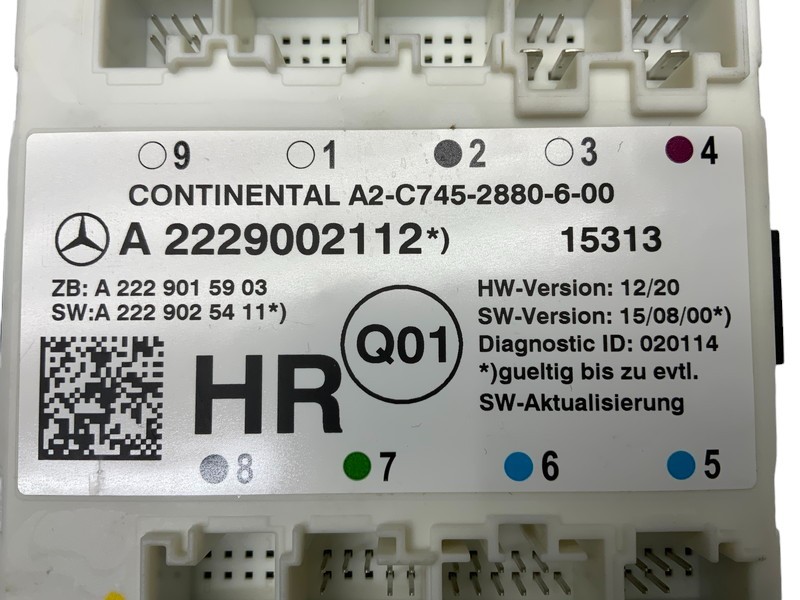 9 1 2 3 4
CONTINENTAL A2-C745-2880-6-00
A 2229002112*) 15313
ZB: A 222 901 59 03
SW:A 222 902 54 11*)
HR
Q01
HW-Version: 12/20
SW-Version: 15/08/00*)
Diagnostic ID: 020114
*)gueltig bis zu evtl.
SW-Aktualisierung
8 7 6 5